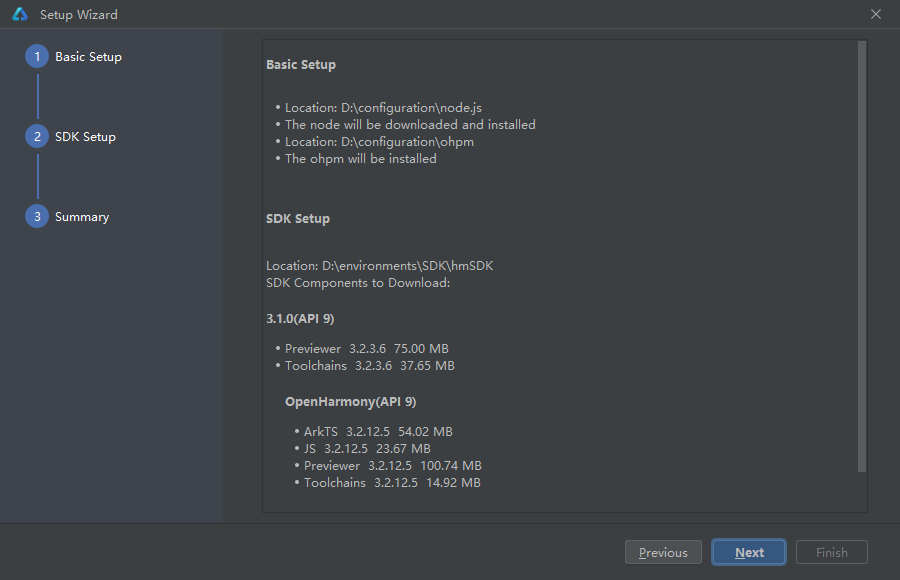 Setup Wizard
1 Basic Setup
2 SDK Setup
3 Summary
Basic Setup
• Location: D:\configuration\node.js
• The node will be downloaded and installed
• Location: D:\configuration\ohpm
• The ohpm will be installed
SDK Setup
Location: D:\environments\SDK\hmSDK
SDK Components to Download:
3.1.0(API 9)
• Previewer 3.2.3.6 75.00 MB
• Toolchains 3.2.3.6 37.65 MB
OpenHarmony(API 9)
• ArkTS 3.2.12.5 54.02 MB
• JS 3.2.12.5 23.67 MB
• Previewer 3.2.12.5 100.74 MB
• Toolchains 3.2.12.5 14.92 MB
Previous
Next
Finish